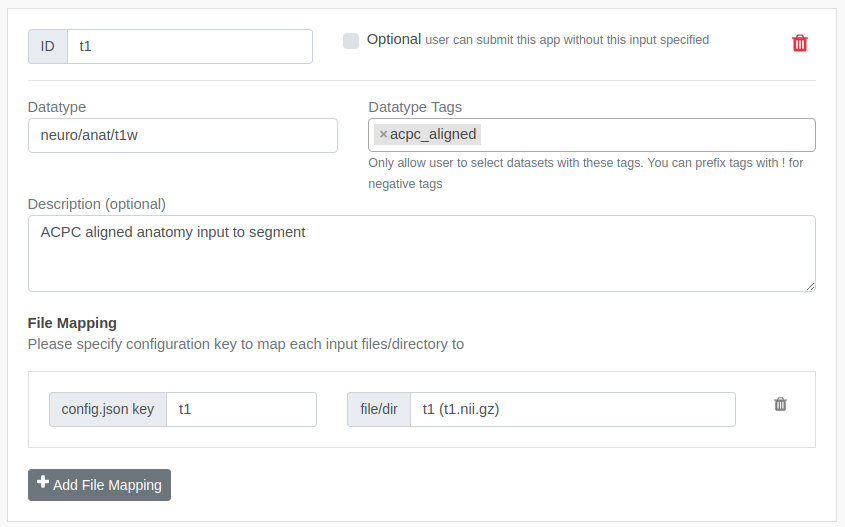 ID t1 Optional user can submit this app without this input specified
Datatype Datatype Tags
neuro/anat/t1w ×acpc_aligned
Only allow user to select datasets with these tags. You can prefix tags with ! for
negative tags
Description (optional)
ACPC aligned anatomy input to segment
File Mapping
Please specify configuration key to map each input files/directory to
config.json key t1 file/dir t1 (t1.nii.gz)
Add File Mapping